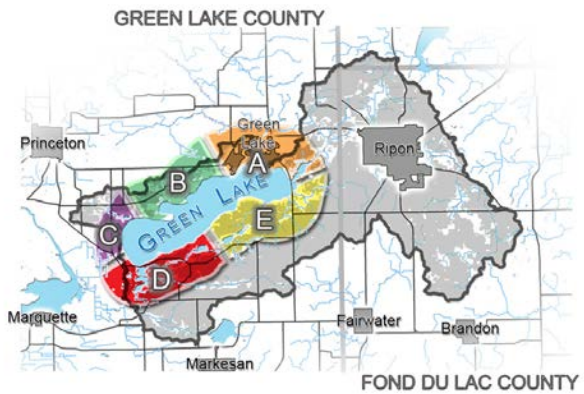 GREEN LAKE COUNTY
Princeton
Green
Lake
A
Ripon
B
GREEN LAKE
E
C
D
Marquette
Fairwater
Brandon
Markesan
FOND DU LAC COUNTY